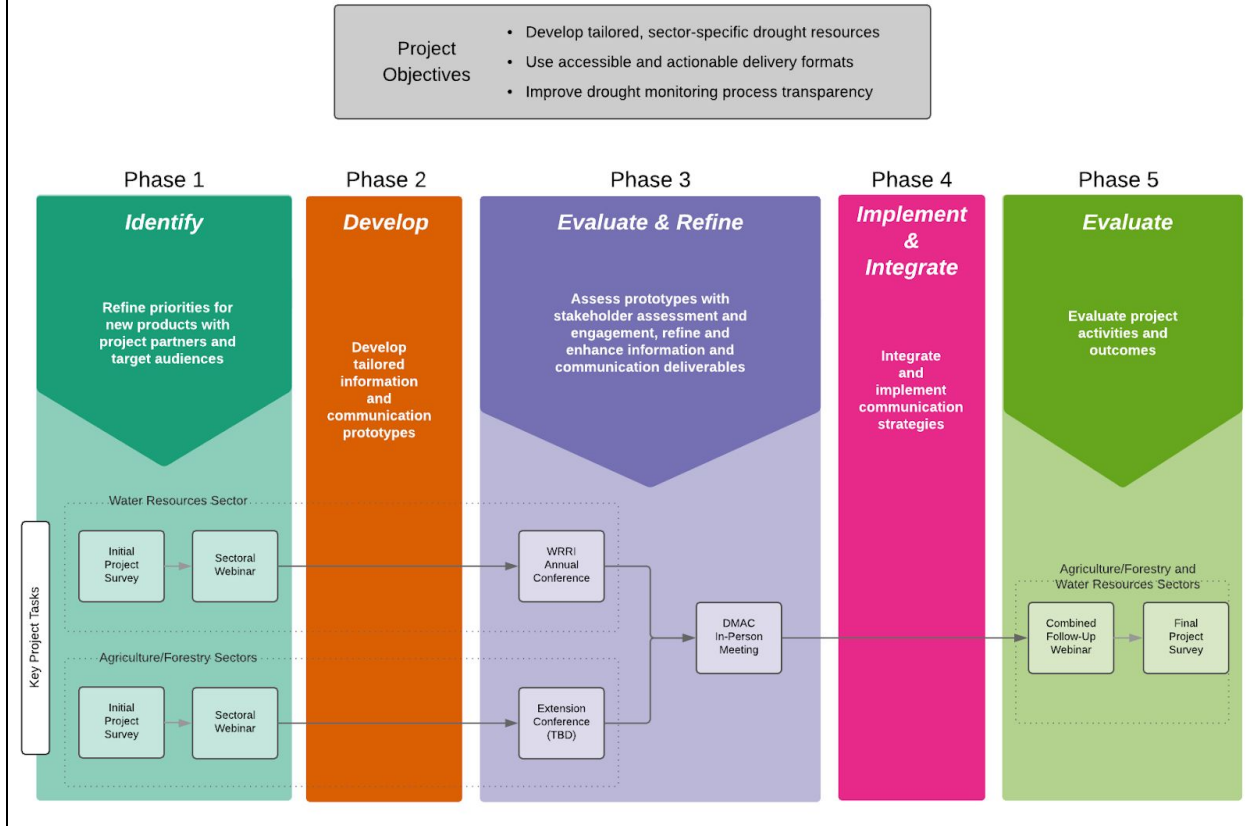 Project
Objectives
• Develop tailored, sector-specific drought resources
• Use accessible and actionable delivery formats
• Improve drought monitoring process transparency
Phase 1
Identify
Refine priorities for
new products with
project partners and
target audiences
Phase 2
Develop
Develop
tailored
information
and
communication
prototypes
Phase 3
Evaluate & Refine
Assess prototypes with
stakeholder assessment and
engagement, refine and
enhance information and
communication deliverables
Phase 4
Implement
&
Integrate
Integrate
and
implement
communication
strategies
Phase 5
Evaluate
Evaluate project
activities and
outcomes
Key Project Tasks
Water Resources Sector
Initial
Project
Survey
Sectoral
Webinar
WRRI
Annual
Conference
Agriculture/Forestry Sectors
Initial
Project
Survey
Sectoral
Webinar
Extension
Conference
(TBD)
DMAC
In-Person
Meeting
Agriculture/Forestry and
Water Resources Sectors
Combined
Follow-Up
Webinar
Final
Project
Survey